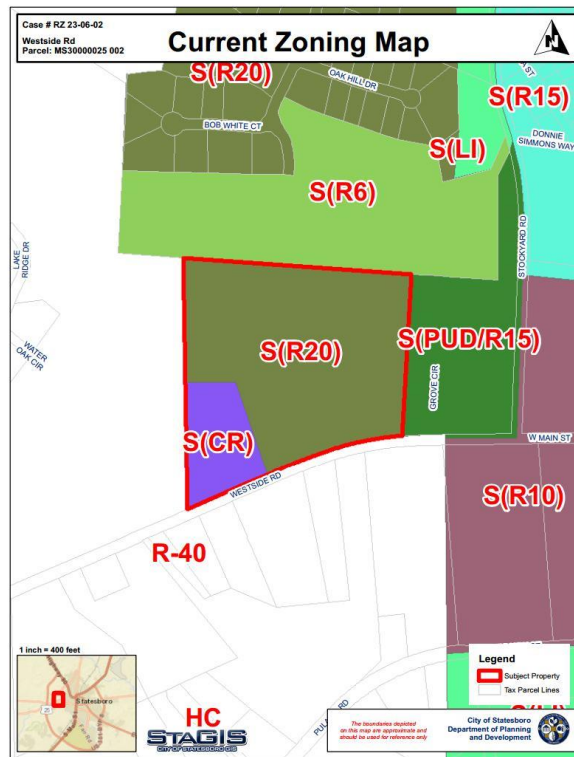 Case # RZ 23-06-02
Westside Rd
Parcel: MS30000025 002
Current Zoning Map
N
S(R20)
OAK HILL DR
S(R15)
BOB WHITE CT
DONNIE
SIMMONS WAY
S(LI)
S(R6)
STOCKYARD RD
LAKE
RIDGE DR
WATER
OAK CIR
S(R20)
S(PUD/R15)
GROVE CIR
S(CR)
W MAIN ST
WESTSIDE RD
S(R10)
R-40
1 inch = 400 feet
Statesboro
Legend
Subject Property
Tax Parcel Lines
HC
STAGIS
CITY OF STATESBORO GIS
The boundaries depicted
on this map are approximate and
should be used for reference only
City of Statesboro
Department of Planning
and Development